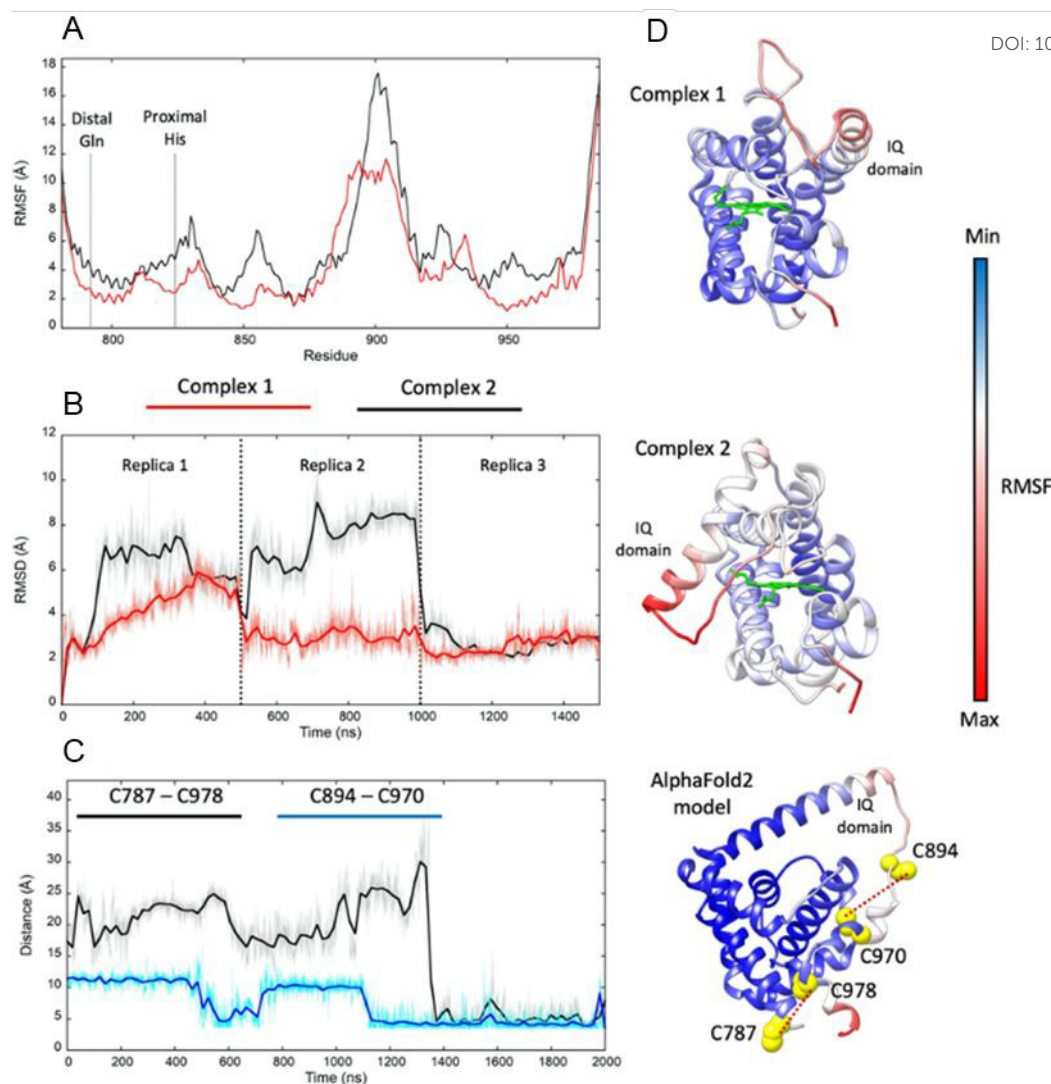 A
D
DOI: 10
18
16
14
12
10
8
6
4
2
0
RMSF (Å)
Distal
Gln
Proximal
His
800
850
900
950
Residue
Complex 1
IQ
domain
Min
RMSF
Max
Complex 1
Complex 2
B
12
10
8
6
4
2
0
RMSD (Å)
Replica 1
Replica 2
Replica 3
0
200
400
600
800
1000
1200
1400
Time (ns)
Complex 2
IQ
domain
C
40
35
30
25
20
15
10
5
0
Distance (Å)
C787 – C978
C894 – C970
0
200
400
600
800
1000
1200
1400
1600
1800
2000
Time (ns)
AlphaFold2
model
IQ
domain
C894
C970
C978
C787